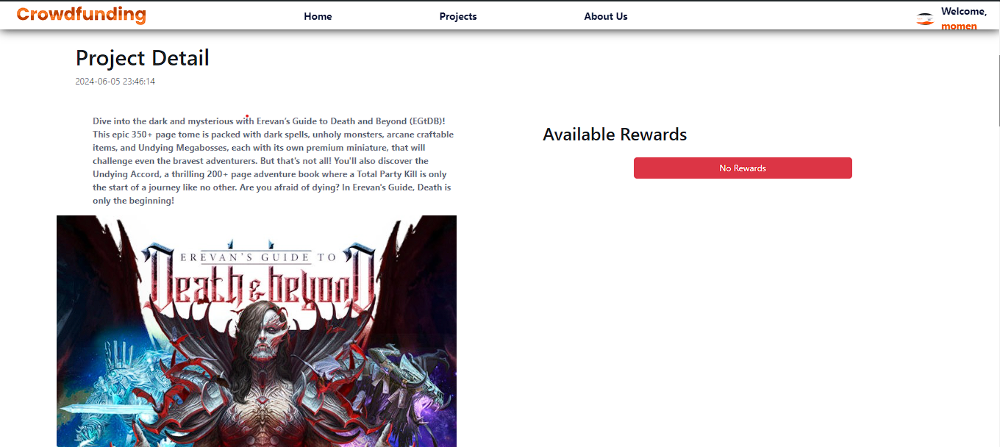 Crowdfunding
Home
Projects
About Us
Welcome,
momen
Project Detail
2024-06-05 23:46:14
Dive into the dark and mysterious with Erevan’s Guide to Death and Beyond (EGtDB)!
This epic 350+ page tome is packed with dark spells, unholy monsters, arcane craftable
items, and Undying Megabosses, each with its own premium miniature, that will
challenge even the bravest adventurers. But that's not all! You'll also discover the
Undying Accord, a thrilling 200+ page adventure book where a Total Party Kill is only
the start of a journey like no other. Are you afraid of dying? In Erevan's Guide, Death is
only the beginning!
Available Rewards
No Rewards
EREVAN'S GUIDE TO
Death & beyond